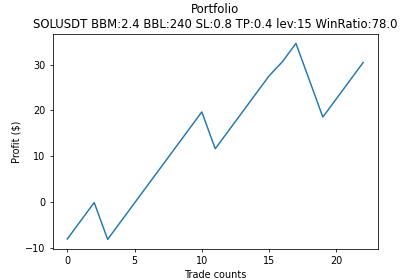 Portfolio
SOLUSDT BBM:2.4 BBL:240 SL:0.8 TP:0.4 lev:15 WinRatio:78.0
Profit ($)
30
20
10
0
−10
0 5 10 15 20
Trade counts